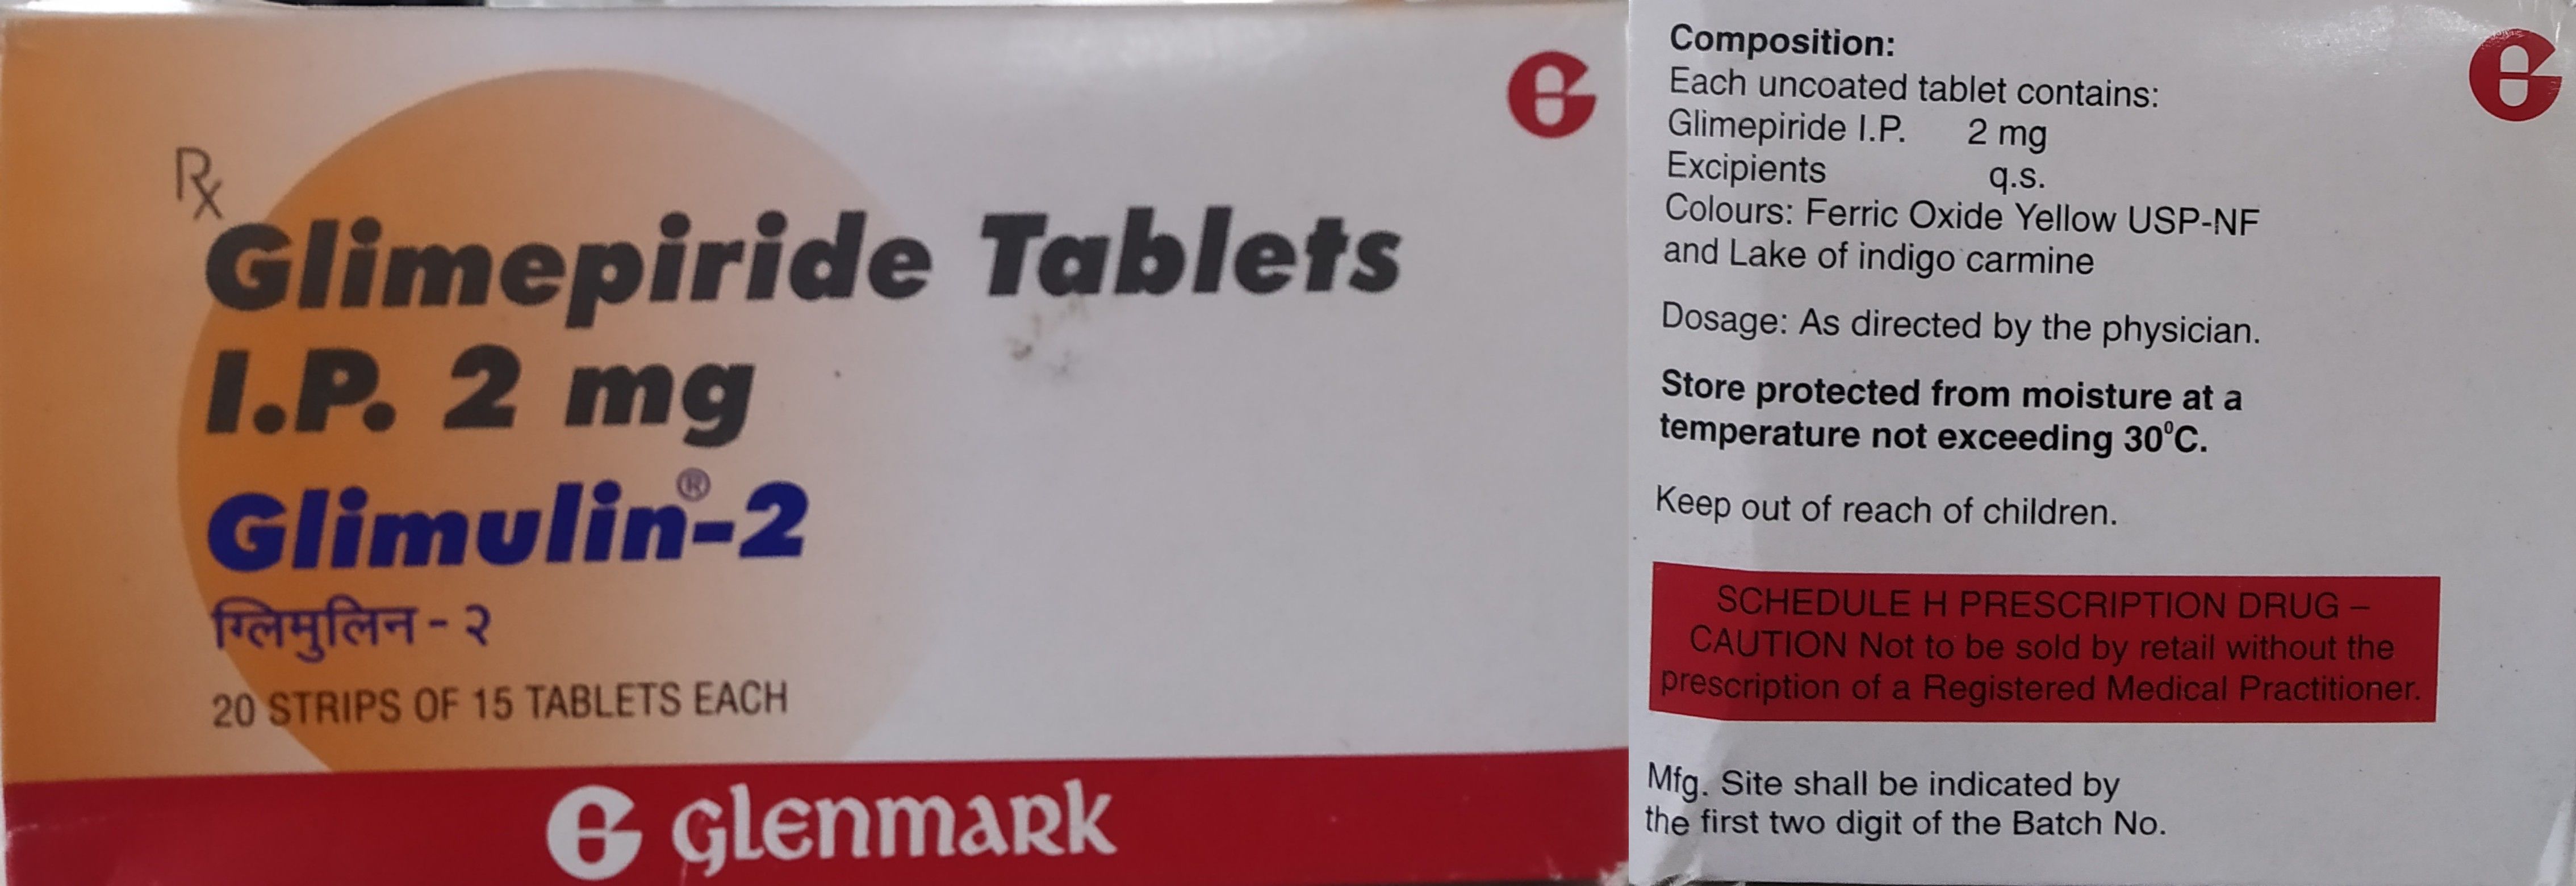 Rx
Glimepiride Tablets
I.P. 2 mg
Glimulin®-2
ग्लिमुलिन - २
20 STRIPS OF 15 TABLETS EACH
glenmark
Composition:
Each uncoated tablet contains:
Glimepiride I.P. 2 mg
Excipients q.s.
Colours: Ferric Oxide Yellow USP-NF
and Lake of indigo carmine
Dosage: As directed by the physician.
Store protected from moisture at a
temperature not exceeding 30⁰C.
Keep out of reach of children.
SCHEDULE H PRESCRIPTION DRUG –
CAUTION Not to be sold by retail without the
prescription of a Registered Medical Practitioner.
Mfg. Site shall be indicated by
the first two digit of the Batch No.